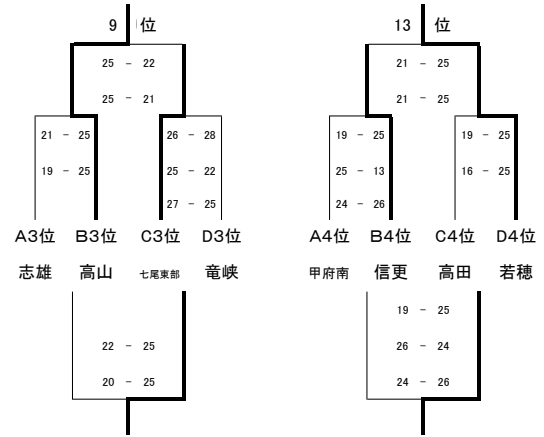 9 位 13 位
25 - 22 21 - 25
25 - 21 21 - 25
21 - 25 26 - 28 19 - 25 19 - 25
19 - 25 25 - 22 25 - 13 16 - 25
27 - 25 24 - 26
A3位 B3位 C3位 D3位 A4位 B4位 C4位 D4位
志雄 高山 七尾東部 竜峡 甲府南 信更 高田 若穂
19 - 25
22 - 25 26 - 24
20 - 25 24 - 26